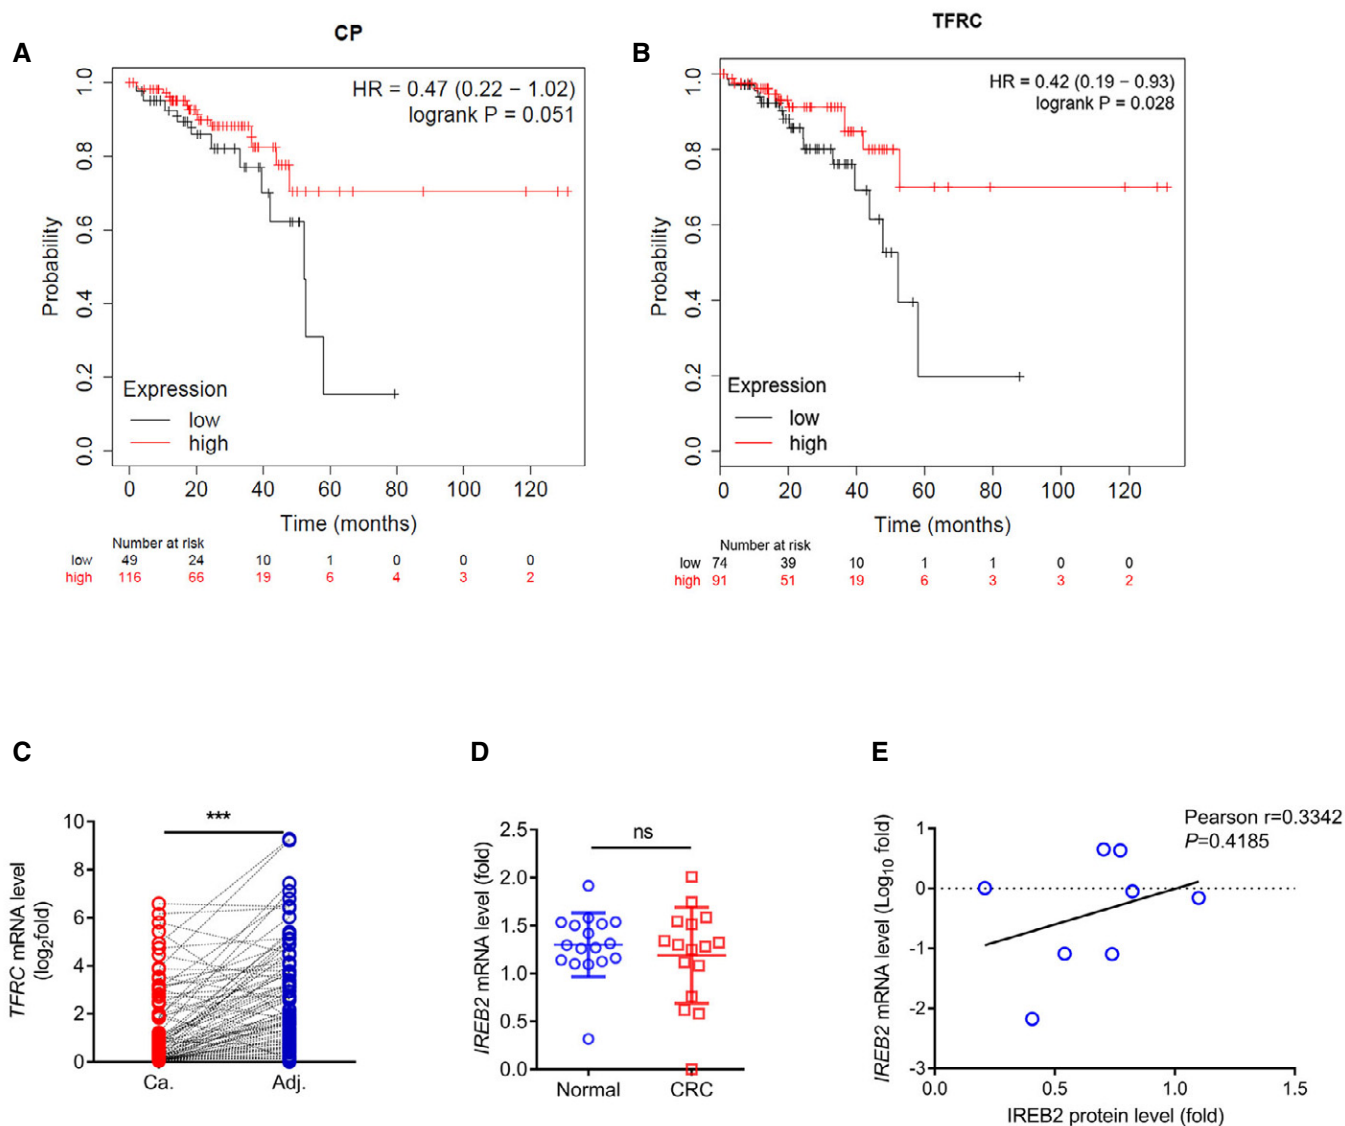 A
CP
HR = 0.47 (0.22 − 1.02)
logrank P = 0.051
Probability
1.0
0.8
0.6
0.4
0.2
0.0
Expression
low
high
0 20 40 60 80 100 120
Time (months)
Number at risk
low 49 24 10 1 0 0 0
high 116 66 19 6 4 3 2
B
TFRC
HR = 0.42 (0.19 − 0.93)
logrank P = 0.028
Probability
1.0
0.8
0.6
0.4
0.2
0.0
Expression
low
high
0 20 40 60 80 100 120
Time (months)
Number at risk
low 74 39 10 1 1 0 0
high 91 51 19 6 3 3 2
C
TFRC mRNA level
(log2fold)
10
8
6
4
2
0
***
Ca. Adj.
D
IREB2 mRNA level (fold)
2.5
2.0
1.5
1.0
0.5
0.0
ns
Normal CRC
E
IREB2 mRNA level (Log10 fold)
1
0
-1
-2
-3
Pearson r=0.3342
P=0.4185
0.0 0.5 1.0 1.5
IREB2 protein level (fold)